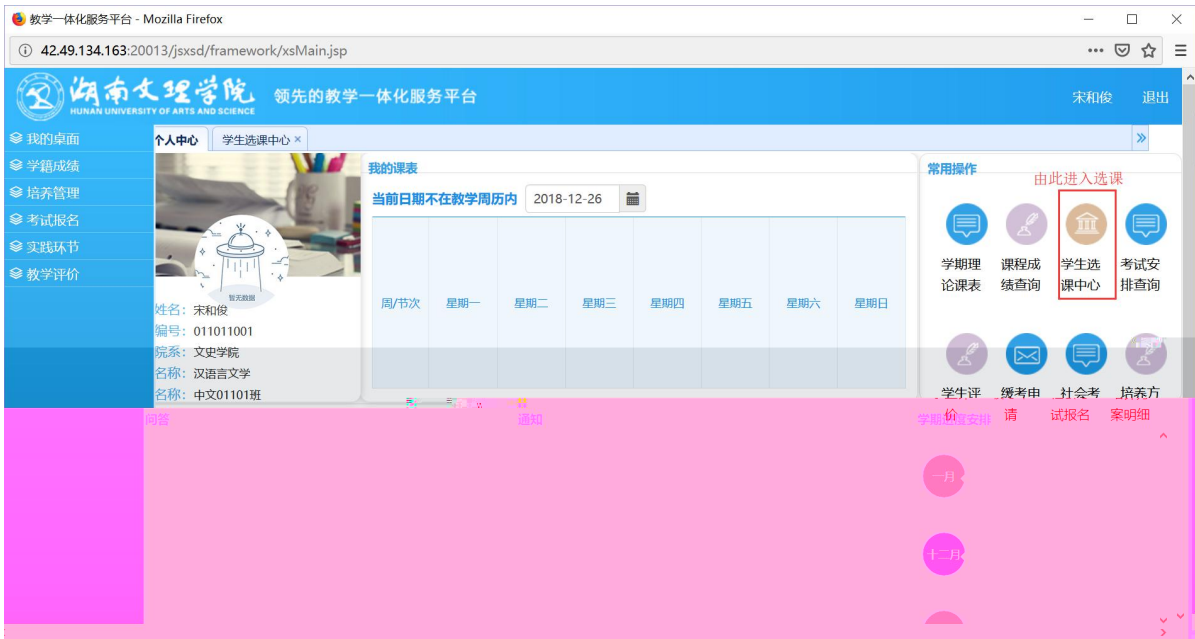 教学一体化服务平台 - Mozilla Firefox
42.49.134.163:20013/jsxsd/framework/xsMain.jsp
湖南文理学院
HUNAN UNIVERSITY OF ARTS AND SCIENCE
领先的教学一体化服务平台
宋和俊 退出
我的桌面
学籍成绩
培养管理
考试报名
实践环节
教学评价
个人中心 学生选课中心
暂无数据
姓名：宋和俊
编号：011011001
院系：文史学院
名称：汉语言文学
名称：中文01101班
我的课表
当前日期不在教学周历内 2018-12-26
周/节次 星期一 星期二 星期三 星期四 星期五 星期六 星期日
常用操作
由此进入选课
学期理论课表
课程成绩查询
学生选课中心
考试安排查询
学生评价
缓考申请
社会考试报名
培养方案明细
问答
通知
学期进度安排
一月
十二月